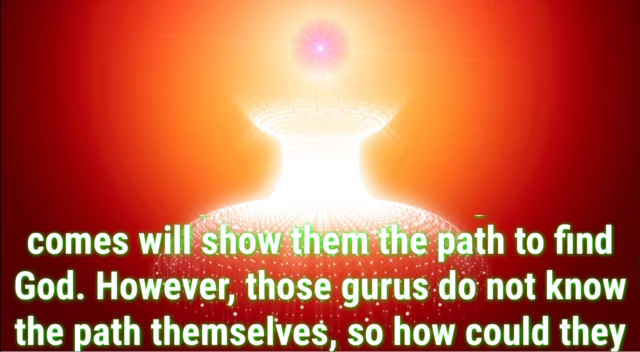 comes will show them the path to find
God. However, those gurus do not know
the path themselves, so how could they